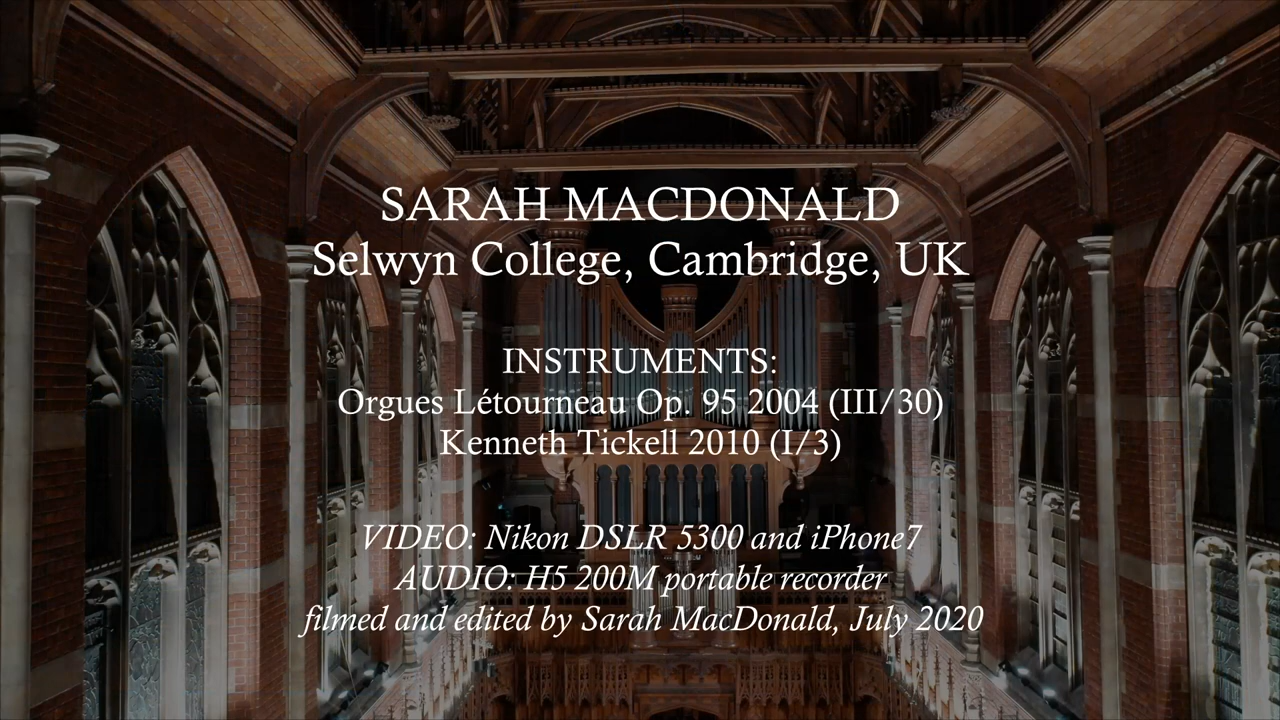 SARAH MACDONALD
Selwyn College, Cambridge, UK
INSTRUMENTS:
Orgues Létourneau Op. 95 2004 (III/30)
Kenneth Tickell 2010 (I/3)
VIDEO: Nikon DSLR 5300 and iPhone7
AUDIO: H5 200M portable recorder
filmed and edited by Sarah MacDonald, July 2020